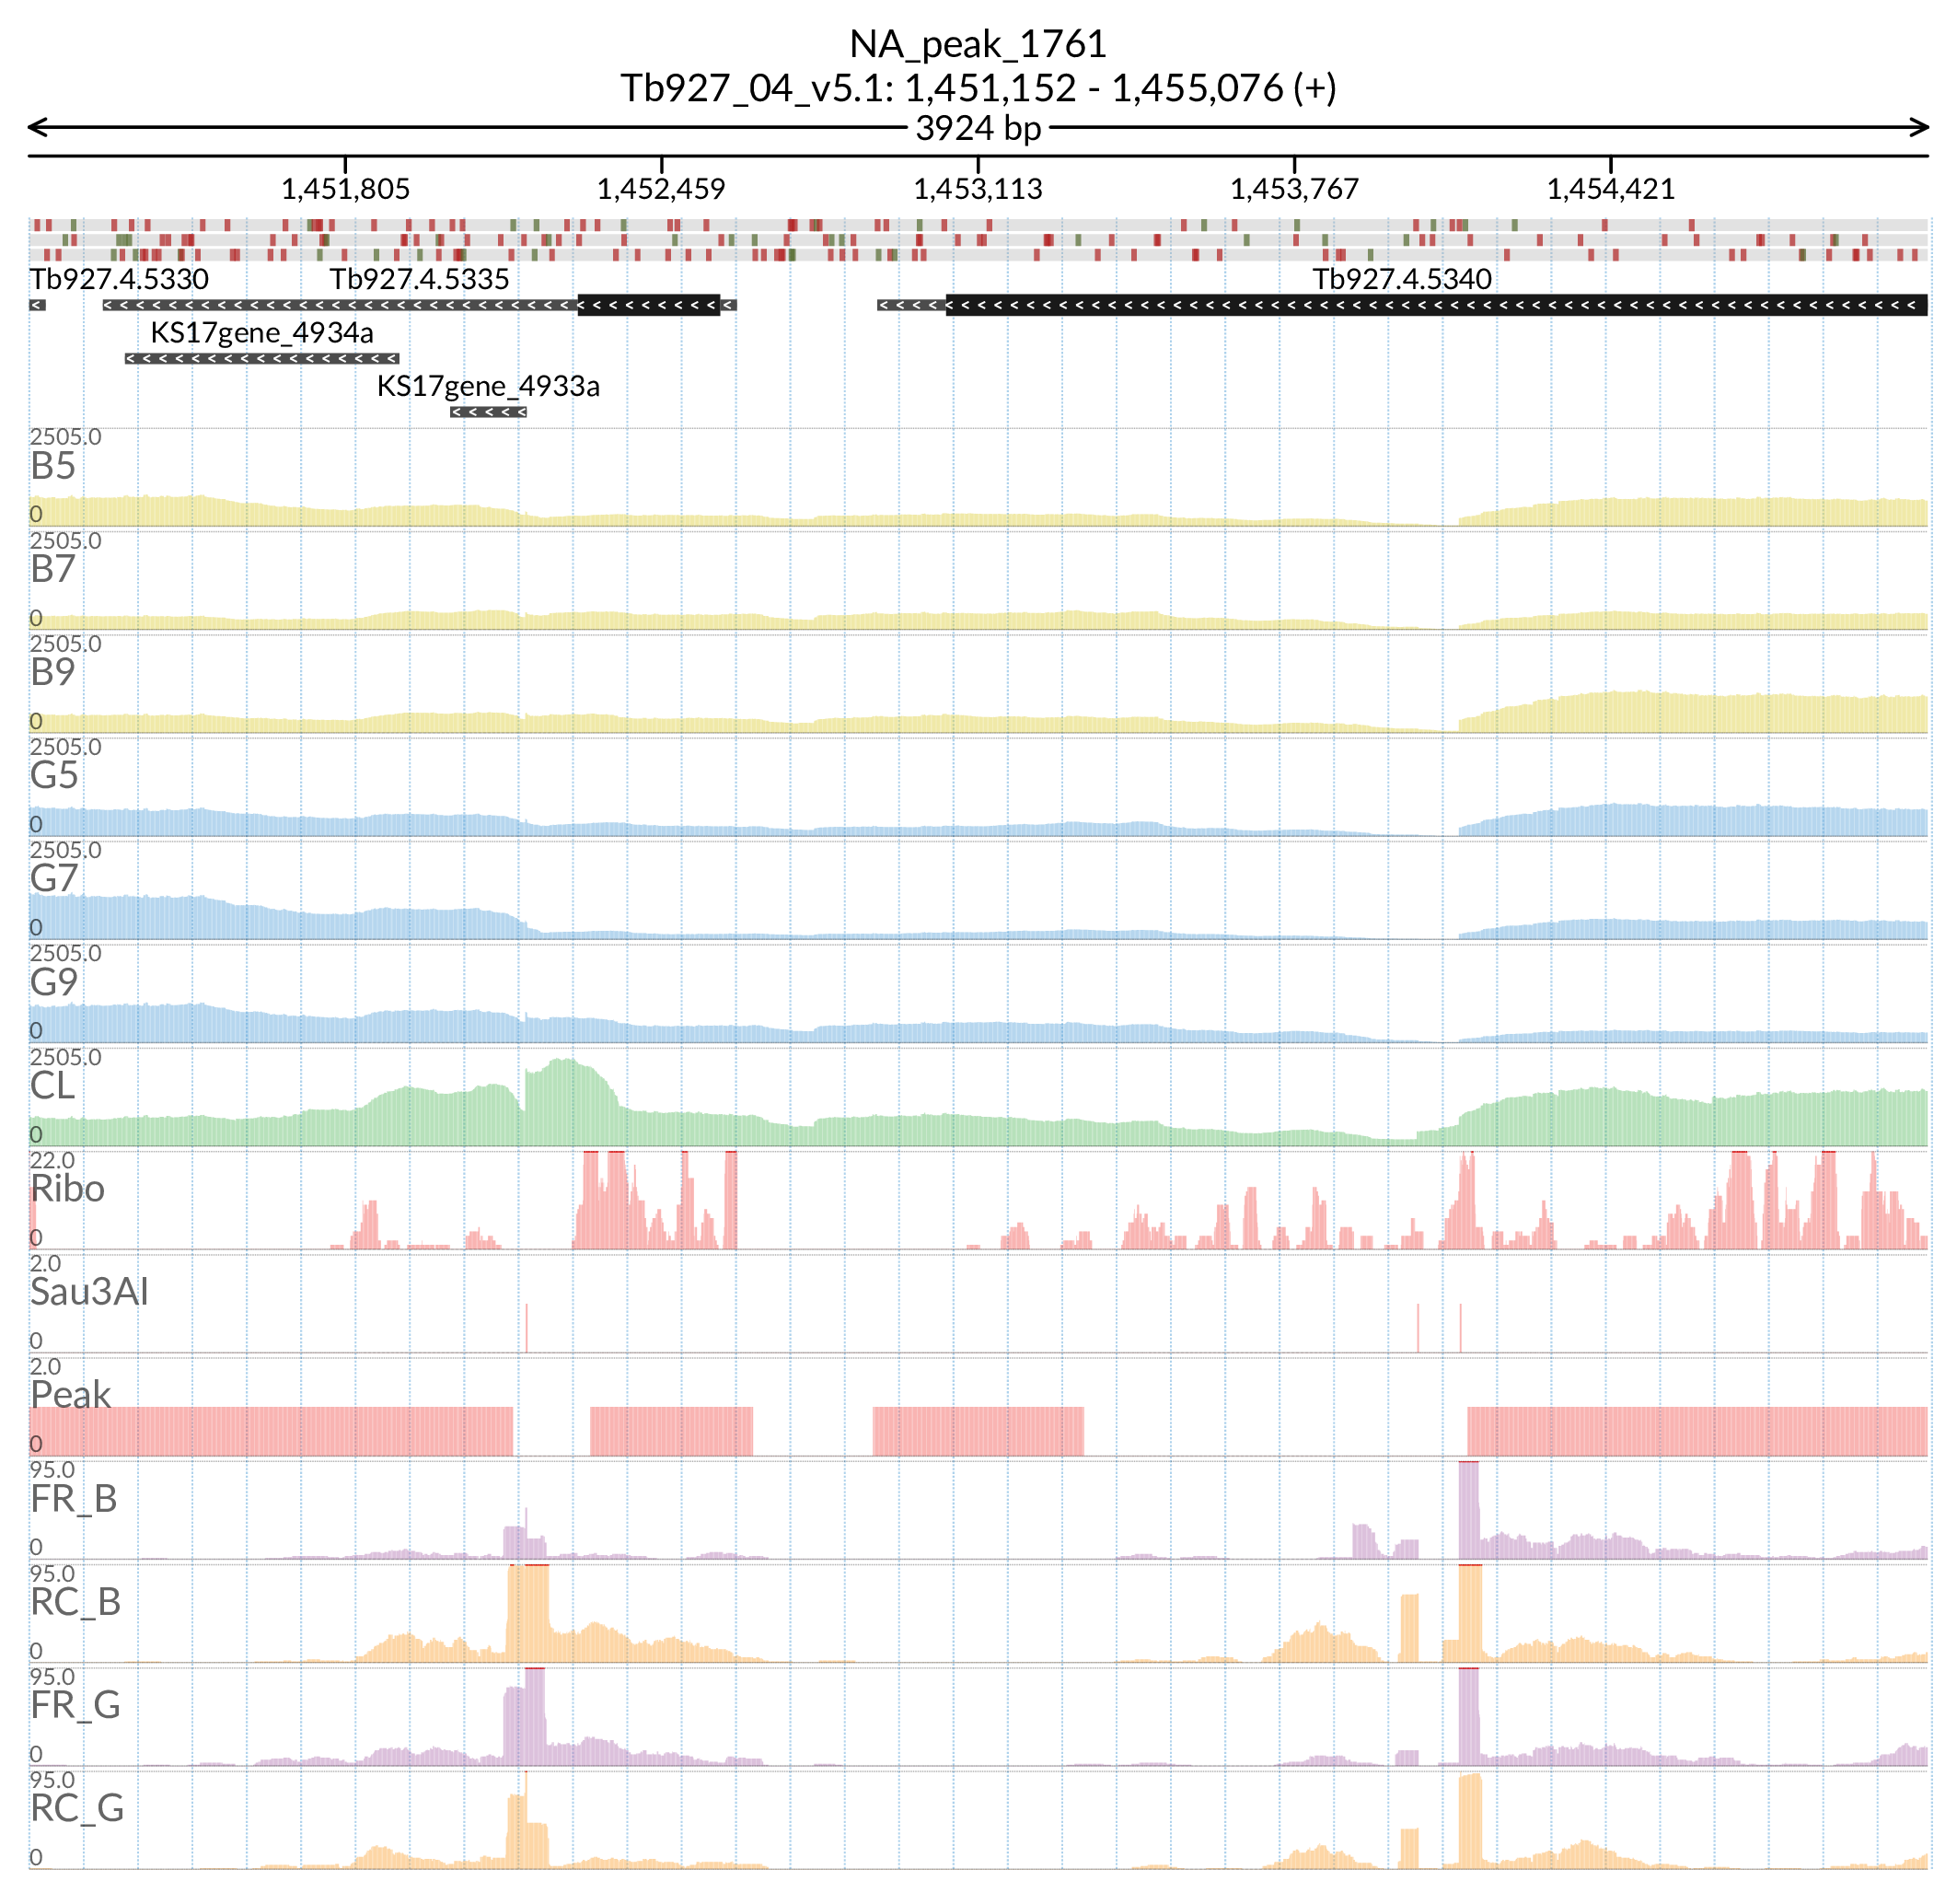 NA_peak_1761
Tb927_04_v5.1: 1,451,152 - 1,455,076 (+)
3924 bp
1,451,805 1,452,459 1,453,113 1,453,767 1,454,421
Tb927.4.5330 Tb927.4.5335 Tb927.4.5340
KS17gene_4934a
KS17gene_4933a
2505.0
B5
0
2505.0
B7
0
2505.0
B9
0
2505.0
G5
0
2505.0
G7
0
2505.0
G9
0
2505.0
CL
0
22.0
Ribo
0
2.0
Sau3AI
0
2.0
Peak
0
95.0
FR_B
0
95.0
RC_B
0
95.0
FR_G
0
95.0
RC_G
0